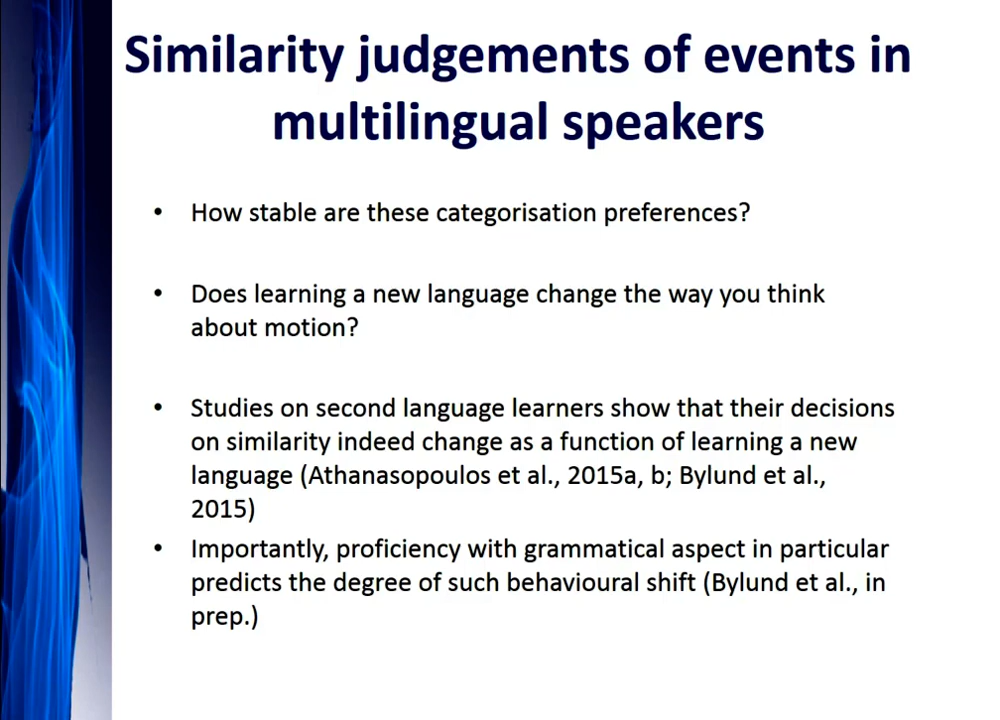 Similarity judgements of events in
multilingual speakers
• How stable are these categorisation preferences?
• Does learning a new language change the way you think
about motion?
• Studies on second language learners show that their decisions
on similarity indeed change as a function of learning a new
language (Athanasopoulos et al., 2015a, b; Bylund et al.,
2015)
• Importantly, proficiency with grammatical aspect in particular
predicts the degree of such behavioural shift (Bylund et al., in
prep.)